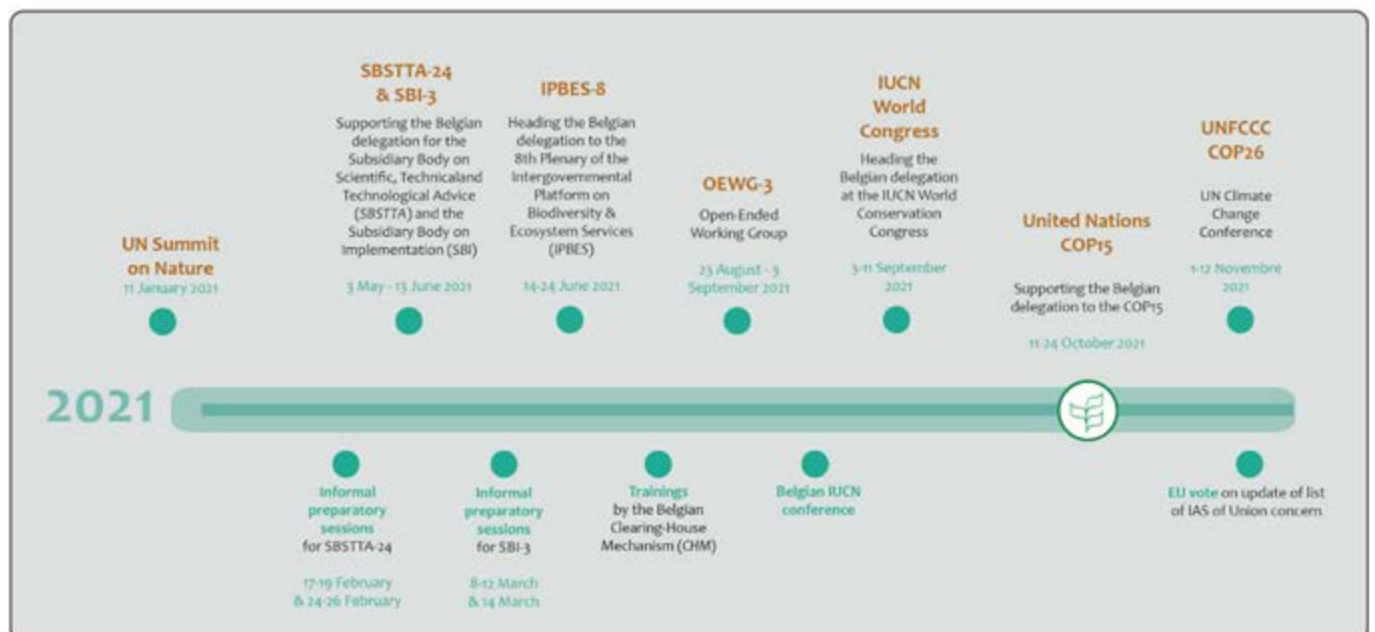 UN Summit
on Nature
11 January 2021
SBSTTA-24
& SBI-3
Supporting the Belgian
delegation for the
Subsidiary Body on
Scientific, Technicaland
Technological Advice
(SBSTTA) and the
Subsidiary Body on
Implementation (SBI)
3 May - 13 June 2021
IPBES-8
Heading the Belgian
delegation to the
8th Plenary of the
Intergovernmental
Platform on
Biodiversity &
Ecosystem Services
(IPBES)
14-24 June 2021
OEWG-3
Open-Ended
Working Group
23 August - 3
September 2021
IUCN
World
Congress
Heading the
Belgian delegation
at the IUCN World
Conservation
Congress
3-11 September
2021
United Nations
COP15
Supporting the Belgian
delegation to the COP15
11-24 October 2021
UNFCCC
COP26
UN Climate
Change
Conference
1-12 Novembre
2021
2021
Informal
preparatory
sessions
for SBSTTA-24
17-19 February
& 24-26 February
Informal
preparatory
sessions
for SBI-3
8-12 March
& 14 March
Trainings
by the Belgian
Clearing-House
Mechanism (CHM)
Belgian IUCN
conference
EU vote on update of list
of IAS of Union concern